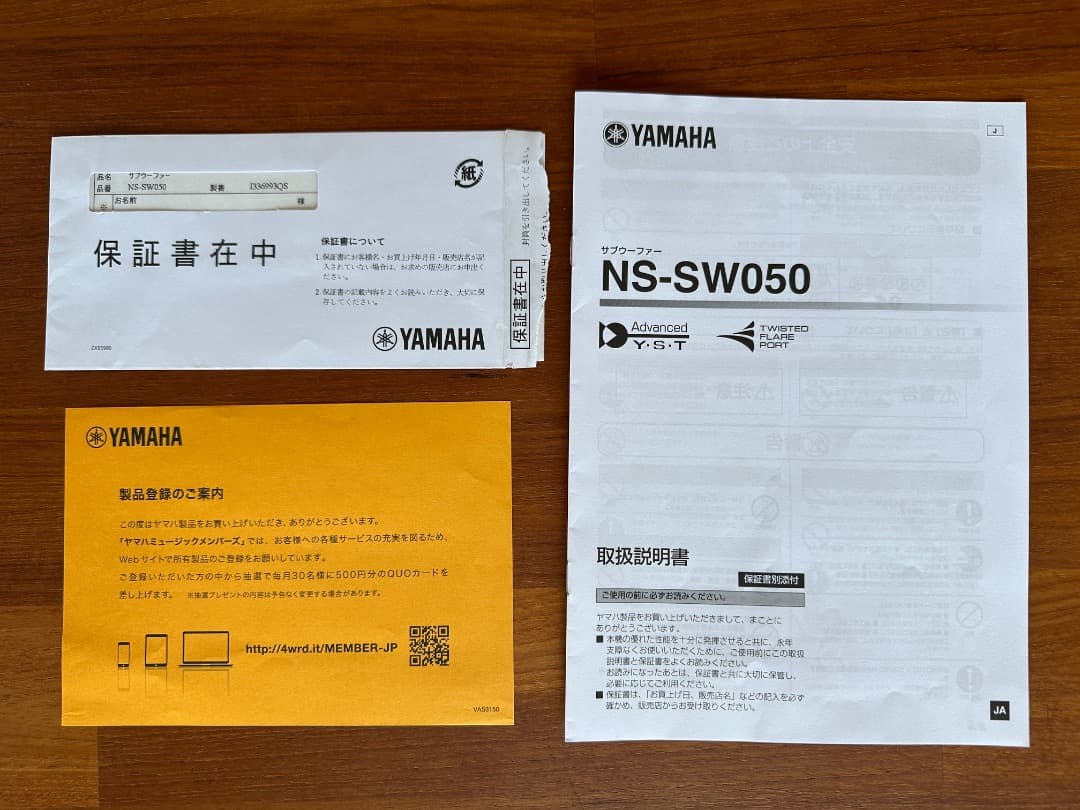 品名 サブウーファー
品番 NS-SW050 製番 I336993QS
お名前 様
紙
保証書在中
保証書について
1.保証書にお客様名・お買上げ年月日・販売店名が記
入されていない場合は、お求めの販売店にお申出く
ださい。
2.保証書の記載内容をよくお読みいただき、大切に保
存してください。
YAMAHA
ZX65980
保証書在中
YAMAHA
製品登録のご案内
この度はヤマハ製品をお買い上げいただき、ありがとうございます。
「ヤマハミュージックメンバーズ」では、お客様への各種サービスの充実を図るため、
Webサイトで所有製品のご登録をお願いしています。
ご登録いただいた方の中から抽選で毎月30名様に500円分のQUOカードを
差し上げます。 ※抽選プレゼントの内容は予告なく変更する場合があります。
http://4wrd.it/MEMBER-JP
VAS3150
YAMAHA
J
サブウーファー
NS-SW050
Advanced
Y・S・T
TWISTED
FLARE
PORT
取扱説明書
保証書別添付
ご使用の前に必ずお読みください。
ヤマハ製品をお買い上げいただきまして、まことに
ありがとうございます。
■ 本機の優れた性能を十分に発揮させると共に、永年
支障なくお使いいただくために、ご使用前にこの取扱
説明書と保証書をよくお読みください。
お読みになったあとは、保証書と共に大切に保管し、
必要に応じてご利用ください。
■ 保証書は、「お買上げ日、販売店名」などの記入を必ず
確かめ、販売店からお受け取りください。
JA